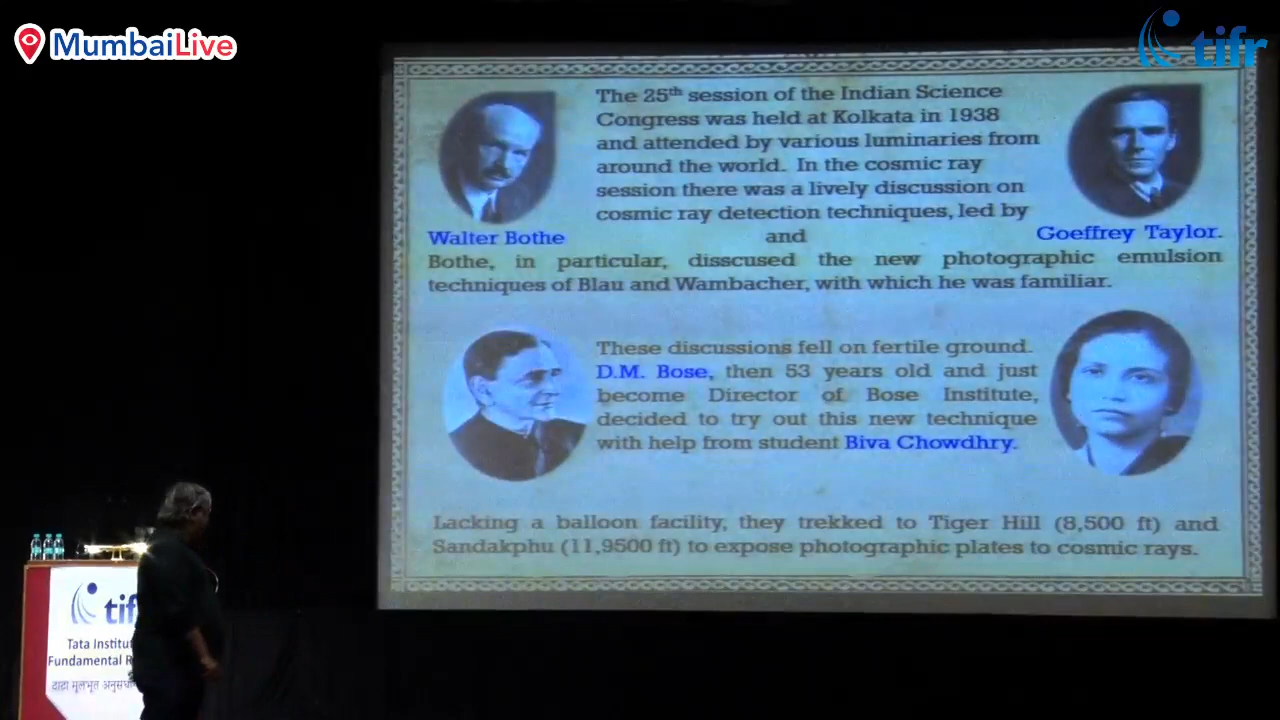 MumbaiLive
tifr
The 25th session of the Indian Science
Congress was held at Kolkata in 1938
and attended by various luminaries from
around the world. In the cosmic ray
session there was a lively discussion on
cosmic ray detection techniques, led by
Walter Bothe and Goeffrey Taylor.
Bothe, in particular, disscused the new photographic emulsion
techniques of Blau and Wambacher, with which he was familiar.
These discussions fell on fertile ground.
D.M. Bose, then 53 years old and just
become Director of Bose Institute,
decided to try out this new technique
with help from student Biva Chowdhry.
Lacking a balloon facility, they trekked to Tiger Hill (8,500 ft) and
Sandakphu (11,9500 ft) to expose photographic plates to cosmic rays.
tifr
Tata
Fundamental
टाटा मूलभूत